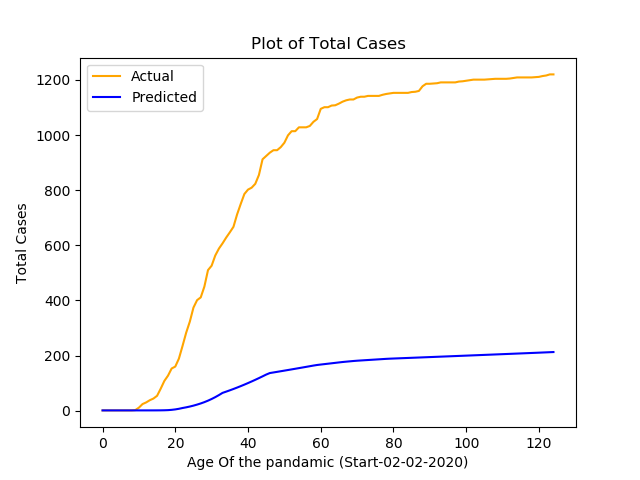 Plot of Total Cases
Actual
Predicted
Total Cases
1200
1000
800
600
400
200
0
0 20 40 60 80 100 120
Age Of the pandamic (Start-02-02-2020)